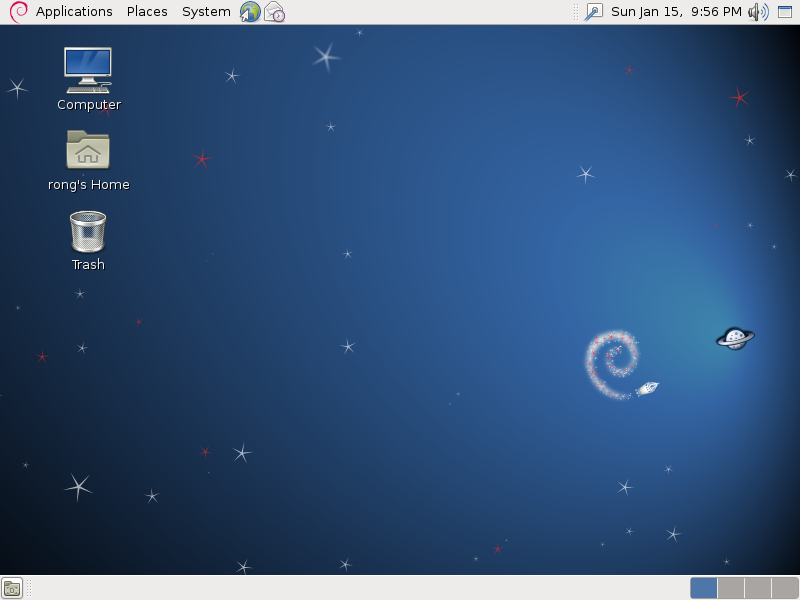 Applications Places System Sun Jan 15, 9:56 PM
Computer
rong's Home
Trash